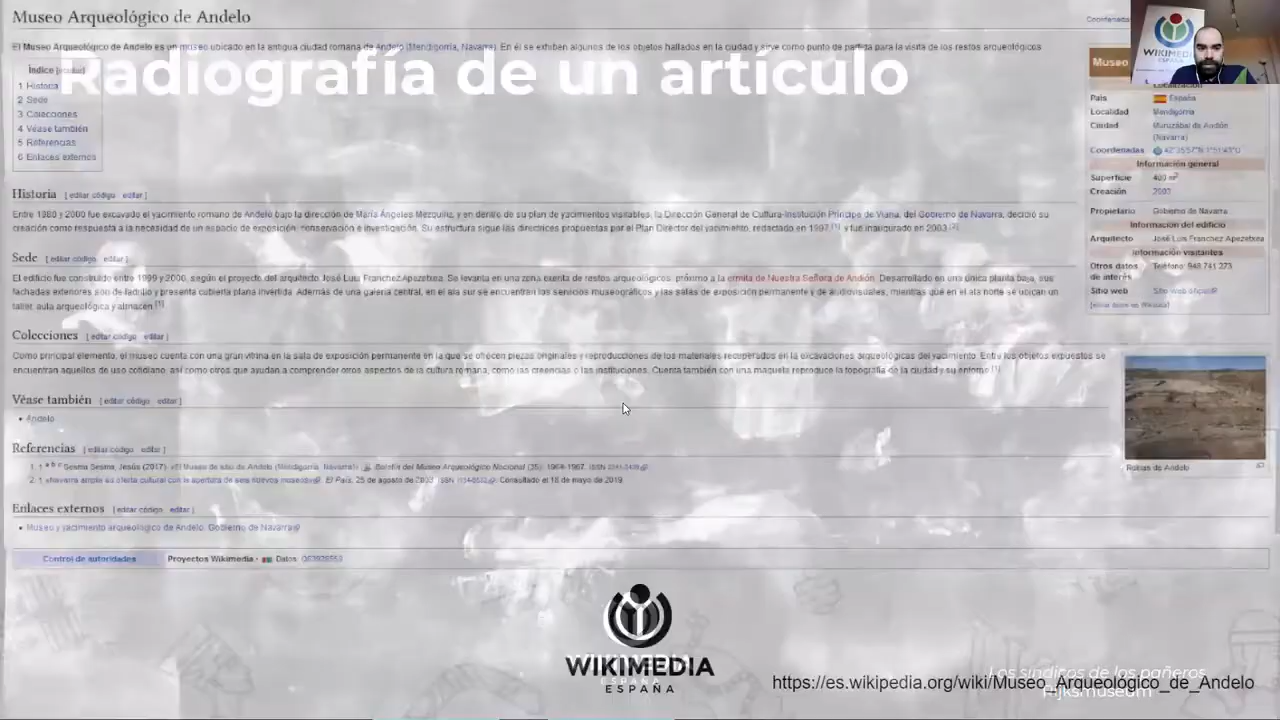 Museo Arqueológico de Andelo
Coordenadas
El Museo Arqueológico de Andelo es un museo ubicado en la antigua ciudad romana de Andelo (Mendigorría, Navarra). En él se exhiben algunos de los objetos hallados en la ciudad y sirve como punto de partida para la visita de los restos arqueológicos
Radiografía de un artículo
Índice
1 Historia
2 Sede
3 Colecciones
4 Véase también
5 Referencias
6 Enlaces externos
Museo
WIKIMEDIA
ESPAÑA
Localización
País España
Localidad Mendigorría
Ciudad Muruzábal de Andión
(Navarra)
Coordenadas
Información general
Superficie 400 m²
Creación 2003
Propietario Gobierno de Navarra
Información del edificio
Arquitecto José Luis Franchez Apezetxea
Información visitantes
Otros datos de interés Teléfono: 948 741 273
Sitio web Sitio web oficial
[editar datos en Wikidata]
Historia [ editar código · editar ]
Entre 1980 y 2000 fue excavado el yacimiento romano de Andelo bajo la dirección de María Ángeles Mezquíriz, y en dentro de su plan de yacimientos visitables, la Dirección General de Cultura-Institución Príncipe de Viana, del Gobierno de Navarra, decidió su
creación como respuesta a la necesidad de un espacio de exposición, conservación e investigación. Su estructura sigue las directrices propuestas por el Plan Director del yacimiento, redactado en 1997,[1] y fue inaugurado en 2003.[2]
Sede [ editar código · editar ]
El edificio fue construido entre 1999 y 2000, según el proyecto del arquitecto José Luis Franchez Apezetxea. Se levanta en una zona exenta de restos arqueológicos, próximo a la ermita de Nuestra Señora de Andión. Desarrollado en una única planta baja, sus
fachadas exteriores son de ladrillo y presenta cubierta plana invertida. Además de una galería central, en el ala sur se encuentran los servicios museográficos y las salas de exposición permanente y de audiovisuales, mientras que en el ala norte se ubican un
taller, aula arqueológica y almacén.[1]
Colecciones [ editar código · editar ]
Como principal elemento, el museo cuenta con una gran vitrina en la sala de exposición permanente en la que se ofrecen piezas originales y reproducciones de los materiales recuperados en la excavaciones arqueológicas del yacimiento. Entre los objetos expuestos se
encuentran aquellos de uso cotidiano, así como otros que ayudan a comprender otros aspectos de la cultura romana, como las creencias o las instituciones. Cuenta también con una maqueta reproduce la topografía de la ciudad y su entorno.[1]
Ruinas de Andelo
Véase también [ editar código · editar ]
• Andelo
Referencias [ editar código · editar ]
1. ↑ a b c Sesma Sesma, Jesús (2017). «El Museo de sitio de Andelo (Mendigorría, Navarra)». Boletín del Museo Arqueológico Nacional (35): 1964-1967. ISSN
2. ↑ «Navarra amplía su oferta cultural con la apertura de seis nuevos museos». El País. 25 de agosto de 2003. ISSN 1134-6582. Consultado el 18 de mayo de 2019.
Enlaces externos [ editar código · editar ]
• Museo y yacimiento arqueológico de Andelo. Gobierno de Navarra
Control de autoridades Proyectos Wikimedia · Datos:
WIKIMEDIA
ESPAÑA
Los síndicos de los pañeros
https://es.wikipedia.org/wiki/Museo_Arqueológico_de_Andelo
Rijksmuseum